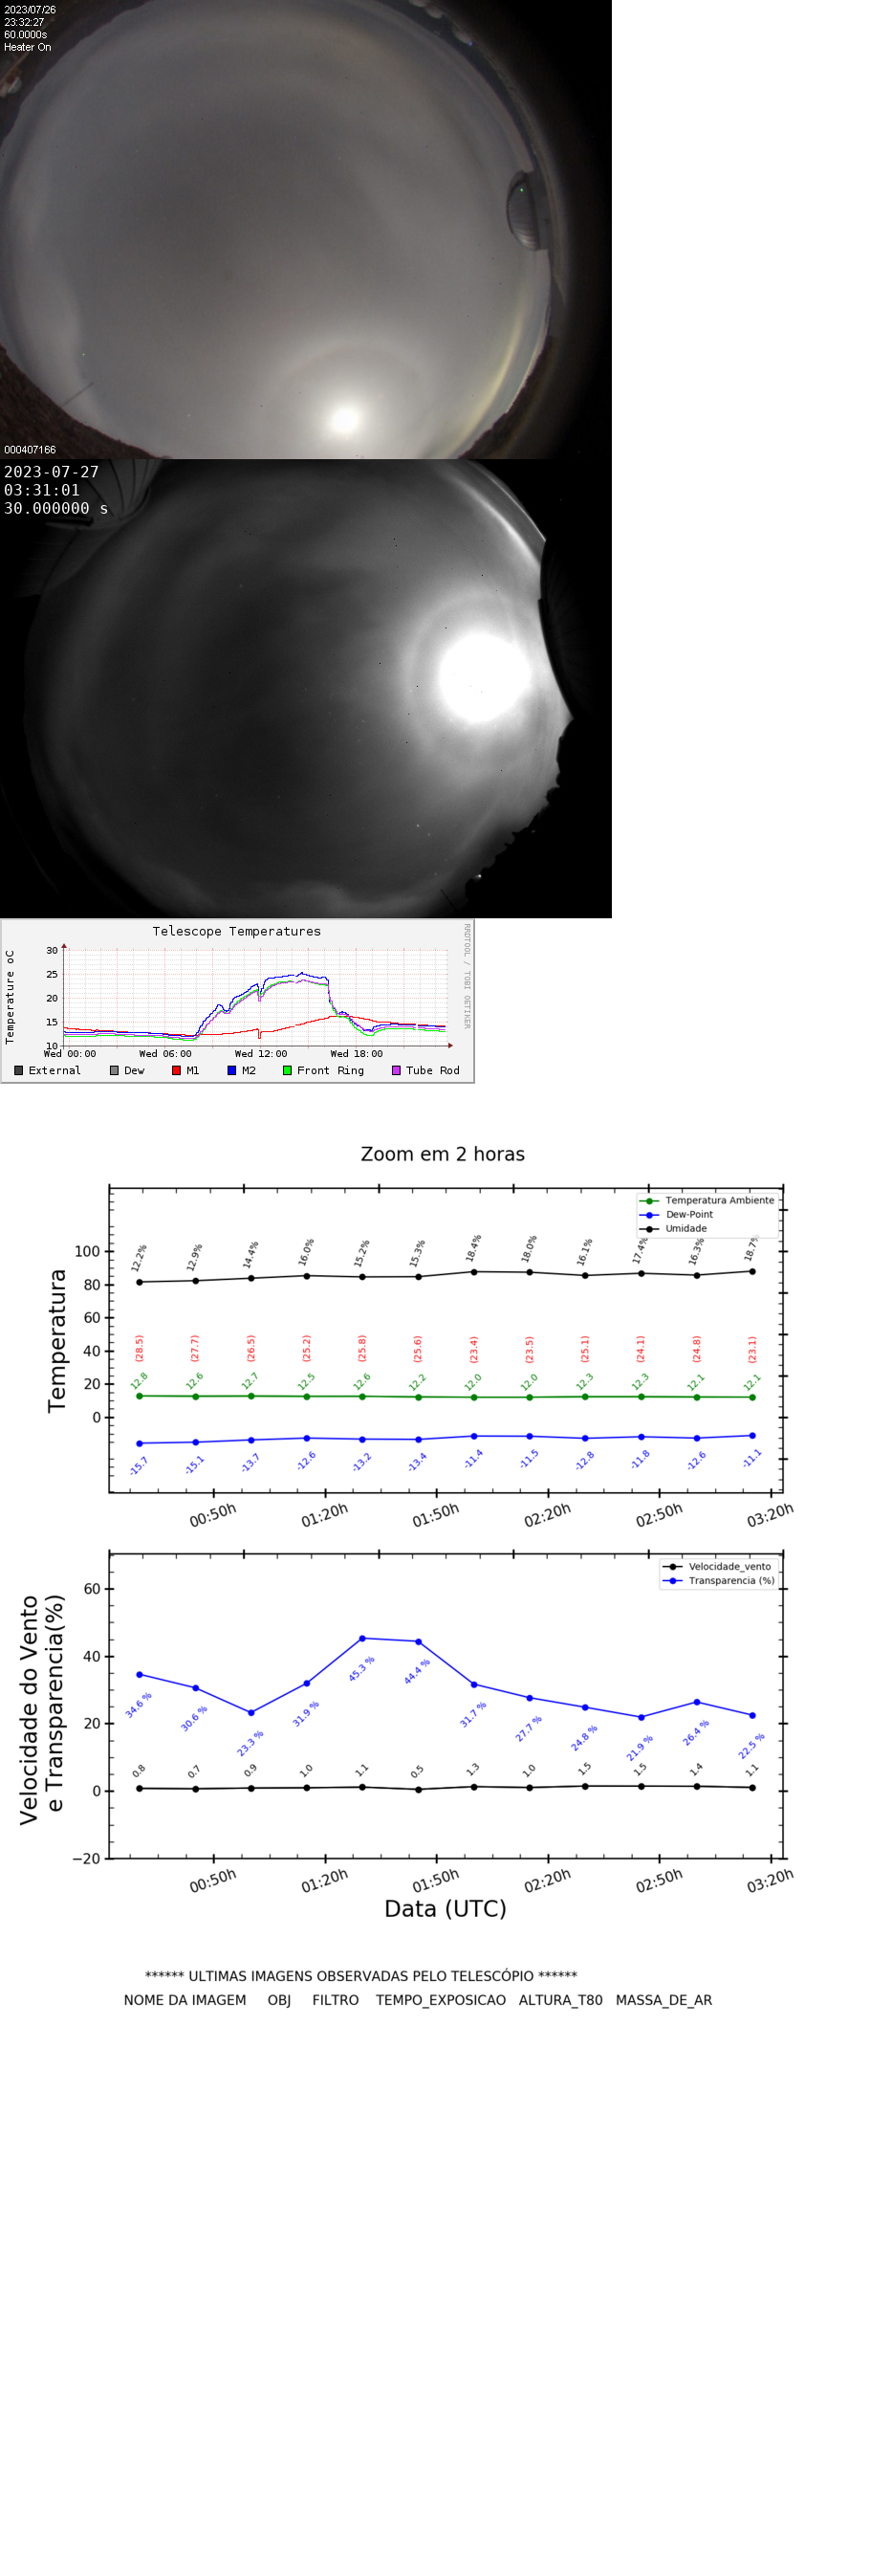 2023/07/26
23:32:27
60.0000s
Heater On
000407166
2023-07-27
03:31:01
30.000000 s
Telescope Temperatures
Temperature oC
RRDTOOL / TOBI OETIKER
30
25
20
15
10
Wed 00:00 Wed 06:00 Wed 12:00 Wed 18:00
External Dew M1 M2 Front Ring Tube Rod
Zoom em 2 horas
Temperatura
Temperatura Ambiente
Dew-Point
Umidade
100
80
60
40
20
0
12.2% 12.9% 14.4% 16.0% 15.2% 15.3% 18.4% 18.0% 16.1% 17.4% 16.3% 18.7%
(28.5) (27.7) (26.5) (25.2) (25.8) (25.6) (23.4) (23.5) (25.1) (24.1) (24.8) (23.1)
12.8 12.6 12.7 12.5 12.6 12.2 12.0 12.0 12.3 12.3 12.1 12.1
-15.7 -15.1 -13.7 -12.6 -13.2 -13.4 -11.4 -11.5 -12.8 -11.8 -12.6 -11.1
00:50h 01:20h 01:50h 02:20h 02:50h 03:20h
Velocidade do Vento
e Transparencia(%)
Velocidade_vento
Transparencia (%)
60
40
20
0
−20
34.6 % 30.6 % 23.3 % 31.9 % 45.3 % 44.4 % 31.7 % 27.7 % 24.8 % 21.9 % 26.4 % 22.5 %
0.8 0.7 0.9 1.0 1.1 0.5 1.3 1.0 1.5 1.5 1.4 1.1
00:50h 01:20h 01:50h 02:20h 02:50h 03:20h
Data (UTC)
****** ULTIMAS IMAGENS OBSERVADAS PELO TELESCÓPIO ******
NOME DA IMAGEM OBJ FILTRO TEMPO_EXPOSICAO ALTURA_T80 MASSA_DE_AR